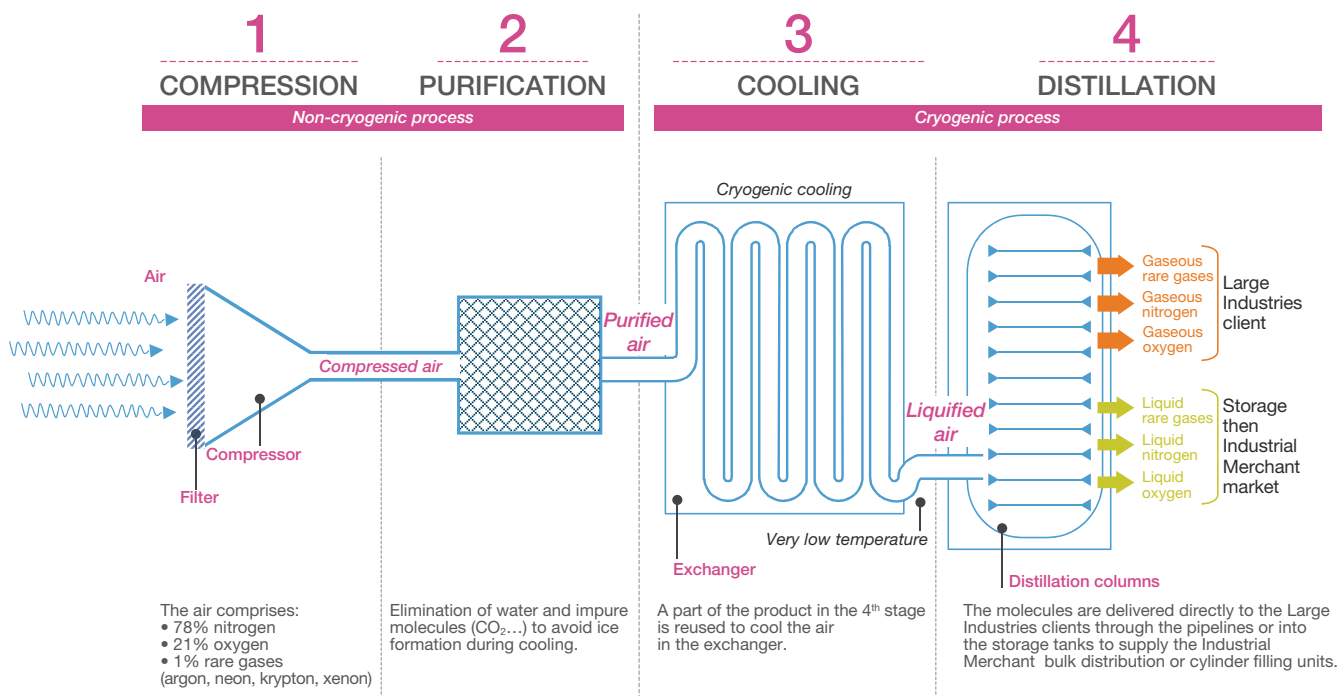 1
COMPRESSION
2
PURIFICATION
3
COOLING
4
DISTILLATION
Non-cryogenic process
Cryogenic process
Air
Filter
Compressor
Compressed air
Purified
air
Cryogenic cooling
Exchanger
Very low temperature
Liquified
air
Distillation columns
Gaseous
rare gases
Gaseous
nitrogen
Gaseous
oxygen
Large
Industries
client
Liquid
rare gases
Liquid
nitrogen
Liquid
oxygen
Storage
then
Industrial
Merchant
market
The air comprises:
• 78% nitrogen
• 21% oxygen
• 1% rare gases
(argon, neon, krypton, xenon)
Elimination of water and impure
molecules (CO₂...) to avoid ice
formation during cooling.
A part of the product in the 4th stage
is reused to cool the air
in the exchanger.
The molecules are delivered directly to the Large
Industries clients through the pipelines or into
the storage tanks to supply the Industrial
Merchant bulk distribution or cylinder filling units.